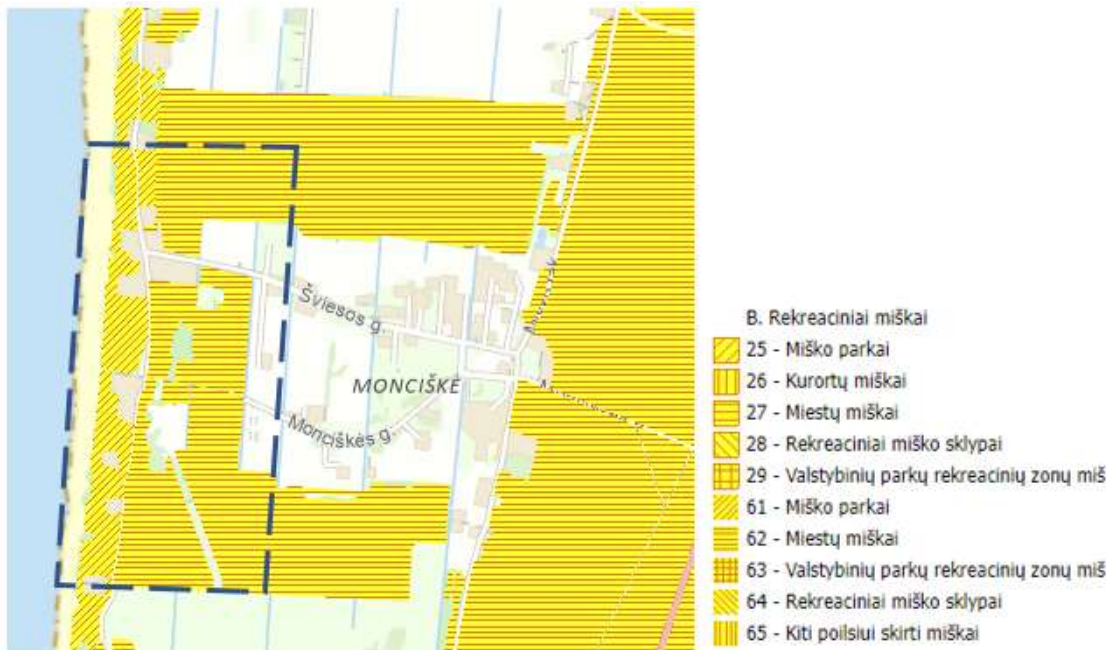 Šviesos g.
MONCIŠKĖ
Monciškės g.
B. Rekreaciniai miškai
25 - Miško parkai
26 - Kurortų miškai
27 - Miestų miškai
28 - Rekreaciniai miško sklypai
29 - Valstybinių parkų rekreacinių zonų miš
61 - Miško parkai
62 - Miestų miškai
63 - Valstybinių parkų rekreacinių zonų miš
64 - Rekreaciniai miško sklypai
65 - Kiti poilsiui skirti miškai